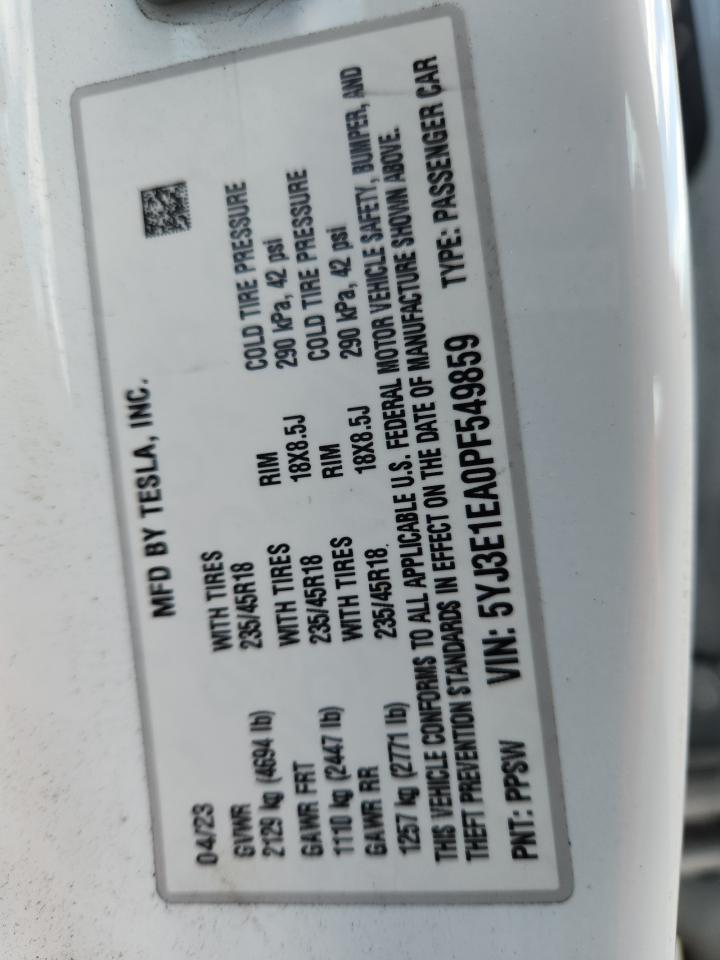 MFD BY TESLA, INC.
04/23
GVWR WITH TIRES RIM COLD TIRE PRESSURE
2129 kg (4694 lb) 235/45R18 18X8.5J 290 kPa, 42 psi
GAWR FRT WITH TIRES RIM COLD TIRE PRESSURE
1110 kg (2447 lb) 235/45R18 18X8.5J 290 kPa, 42 psi
GAWR RR WITH TIRES
1257 kg (2771 lb) 235/45R18
THIS VEHICLE CONFORMS TO ALL APPLICABLE U.S. FEDERAL MOTOR VEHICLE SAFETY, BUMPER, AND
THEFT PREVENTION STANDARDS IN EFFECT ON THE DATE OF MANUFACTURE SHOWN ABOVE.
PNT: PPSW VIN: 5YJ3E1EA0PF549859 TYPE: PASSENGER CAR